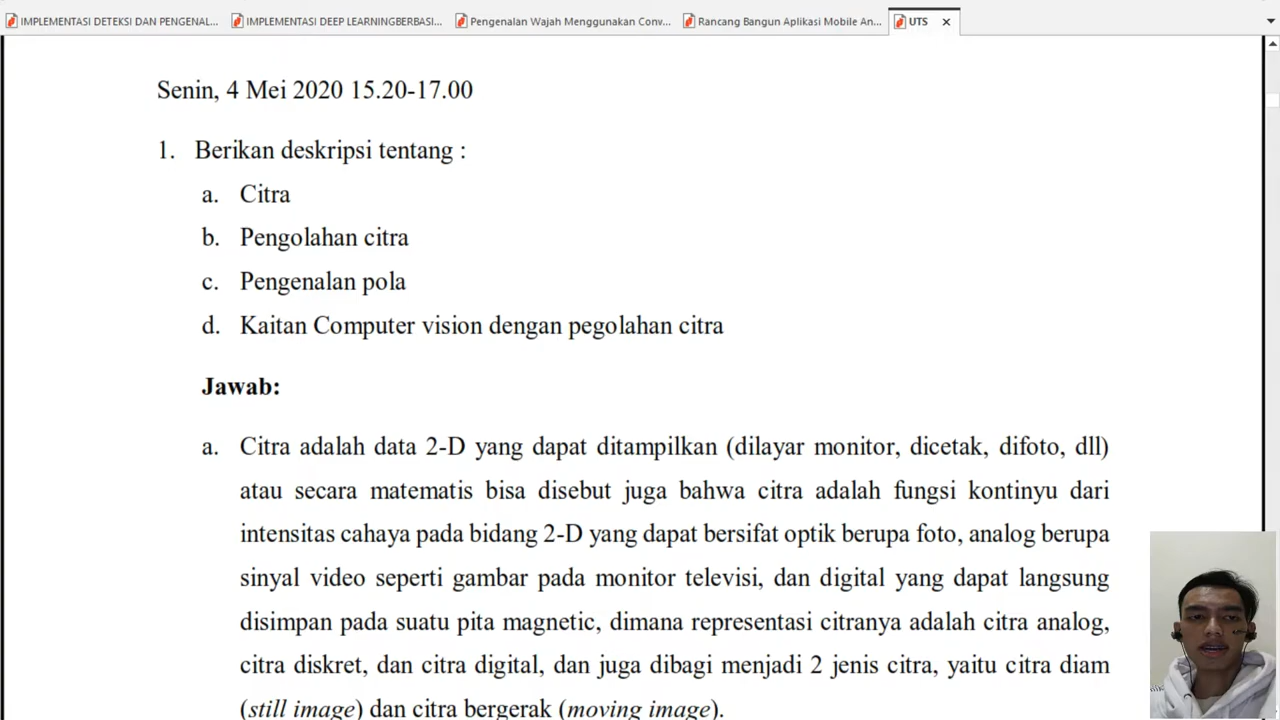 IMPLEMENTASI DETEKSI DAN PENGENAL... IMPLEMENTASI DEEP LEARNINGBERBASI... Pengenalan Wajah Menggunakan Conv... Rancang Bangun Aplikasi Mobile An... UTS
Senin, 4 Mei 2020 15.20-17.00
1. Berikan deskripsi tentang :
a. Citra
b. Pengolahan citra
c. Pengenalan pola
d. Kaitan Computer vision dengan pegolahan citra
Jawab:
a. Citra adalah data 2-D yang dapat ditampilkan (dilayar monitor, dicetak, difoto, dll)
atau secara matematis bisa disebut juga bahwa citra adalah fungsi kontinyu dari
intensitas cahaya pada bidang 2-D yang dapat bersifat optik berupa foto, analog berupa
sinyal video seperti gambar pada monitor televisi, dan digital yang dapat langsung
disimpan pada suatu pita magnetic, dimana representasi citranya adalah citra analog,
citra diskret, dan citra digital, dan juga dibagi menjadi 2 jenis citra, yaitu citra diam
(still image) dan citra bergerak (moving image).